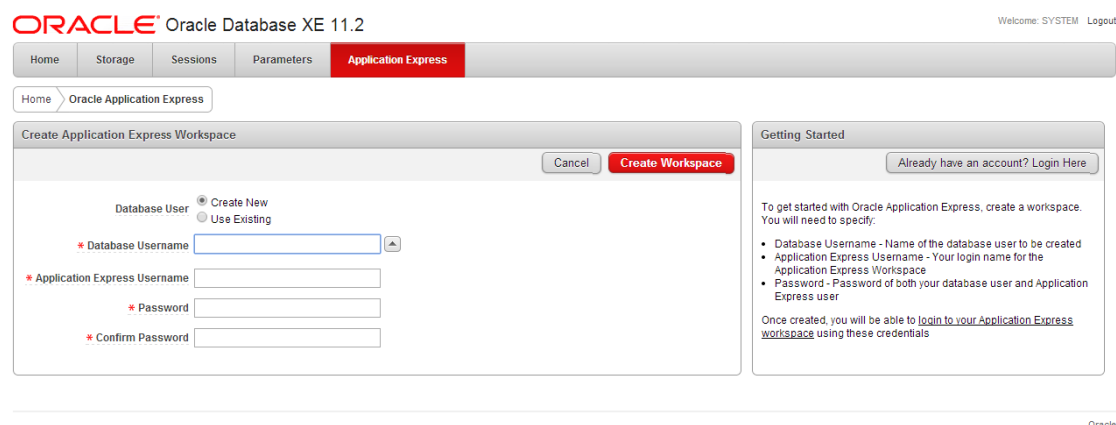 ORACLE Oracle Database XE 11.2
Welcome: SYSTEM Logout
Home Storage Sessions Parameters Application Express
Home Oracle Application Express
Create Application Express Workspace
Cancel Create Workspace
Database User
Create New
Use Existing
* Database Username
* Application Express Username
* Password
* Confirm Password
Getting Started
Already have an account? Login Here
To get started with Oracle Application Express, create a workspace.
You will need to specify:
• Database Username - Name of the database user to be created
• Application Express Username - Your login name for the
Application Express Workspace
• Password - Password of both your database user and Application
Express user
Once created, you will be able to login to your Application Express
workspace using these credentials
Oracle